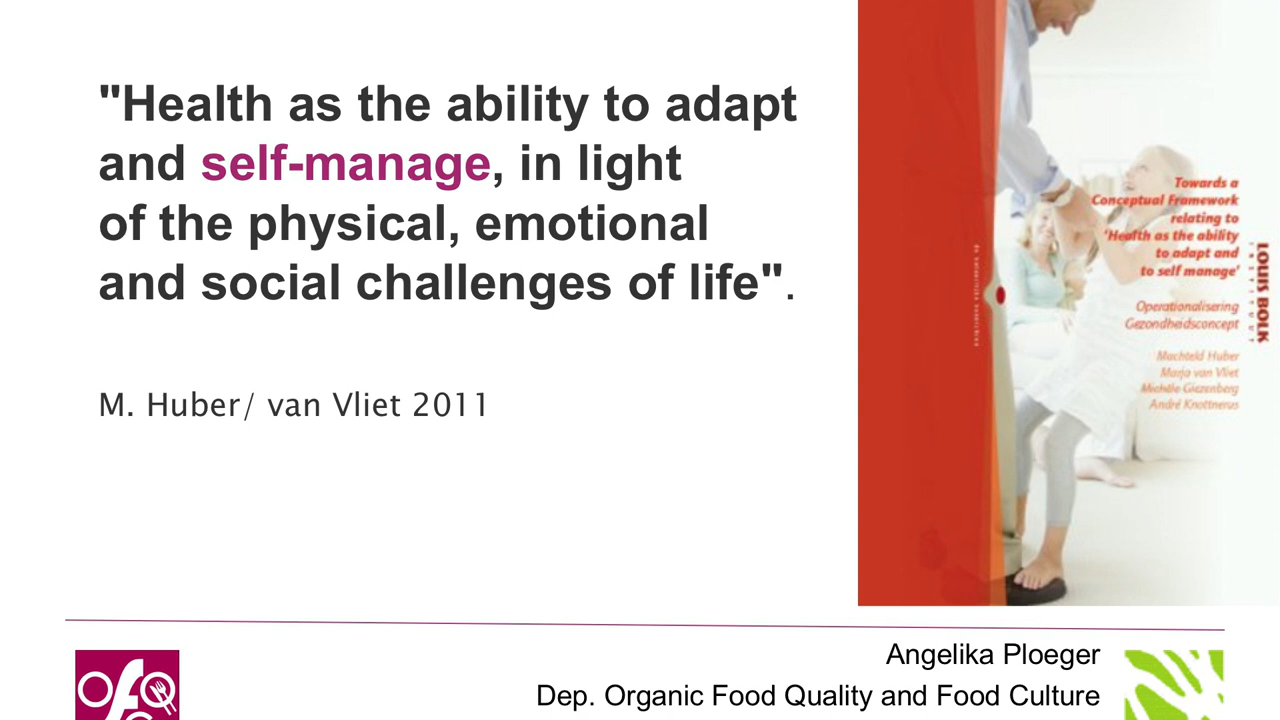 "Health as the ability to adapt
and self-manage, in light
of the physical, emotional
and social challenges of life".
M. Huber/ van Vliet 2011
Towards a
Conceptual Framework
relating to
'Health as the ability
to adapt and
to self manage'
Operationalisering
Gezondheidsconcept
Machteld Huber
Marja van Vliet
Michèle Giezenberg
André Knottnerus
LOUIS BOLK
INSTITUUT
Angelika Ploeger
Dep. Organic Food Quality and Food Culture